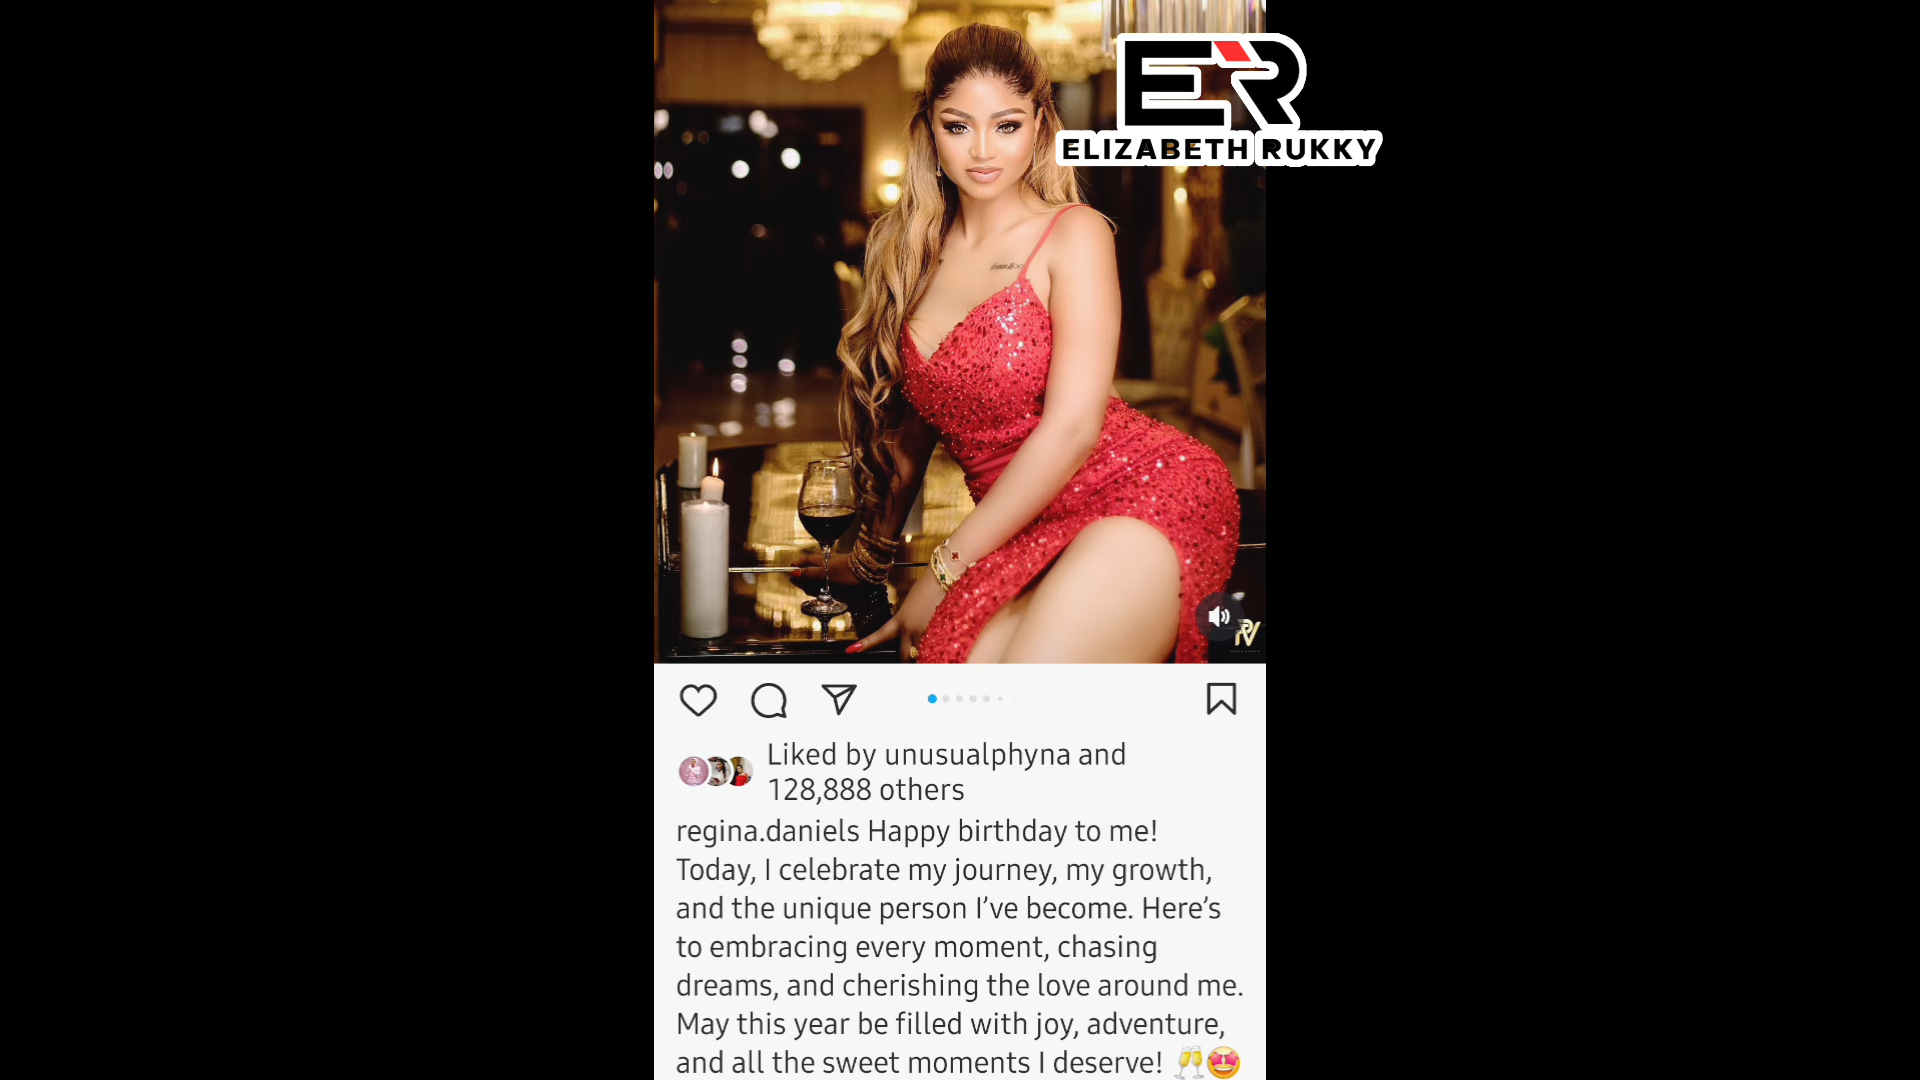 ER
ELIZABETH RUKKY
RV
Liked by unusualphyna and
128,888 others
regina.daniels Happy birthday to me!
Today, I celebrate my journey, my growth,
and the unique person I’ve become. Here’s
to embracing every moment, chasing
dreams, and cherishing the love around me.
May this year be filled with joy, adventure,
and all the sweet moments I deserve! 🥂🤩